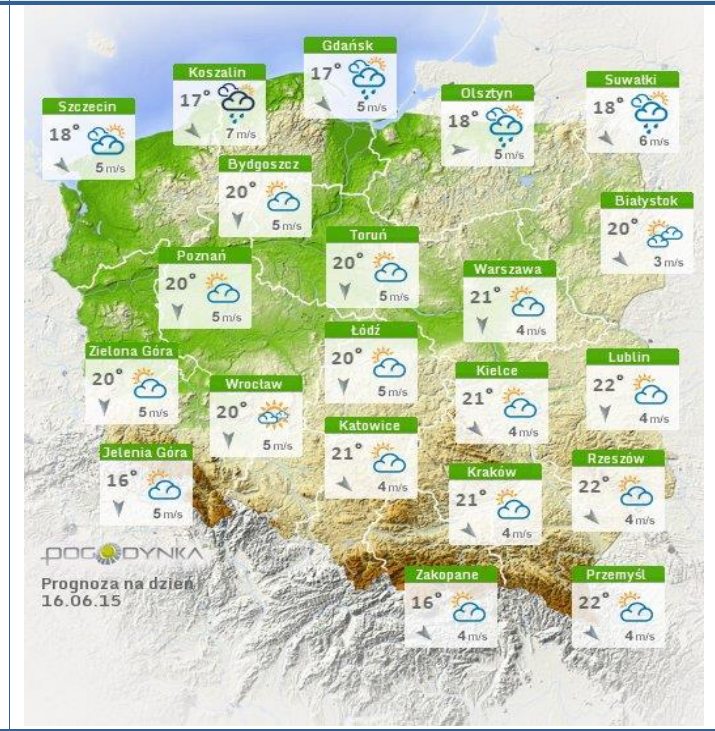 Gdańsk
17°
5 m/s
Koszalin
17°
7 m/s
Szczecin
18°
5 m/s
Olsztyn
18°
5 m/s
Suwałki
18°
6 m/s
Bydgoszcz
20°
5 m/s
Białystok
20°
3 m/s
Toruń
20°
5 m/s
Poznań
20°
5 m/s
Warszawa
21°
4 m/s
Łódź
20°
5 m/s
Zielona Góra
20°
5 m/s
Wrocław
20°
5 m/s
Kielce
21°
4 m/s
Lublin
22°
4 m/s
Katowice
21°
4 m/s
Jelenia Góra
16°
5 m/s
Kraków
21°
4 m/s
Rzeszów
22°
4 m/s
POGODYNKA
Prognoza na dzień
16.06.15
Zakopane
16°
4 m/s
Przemyśl
22°
4 m/s